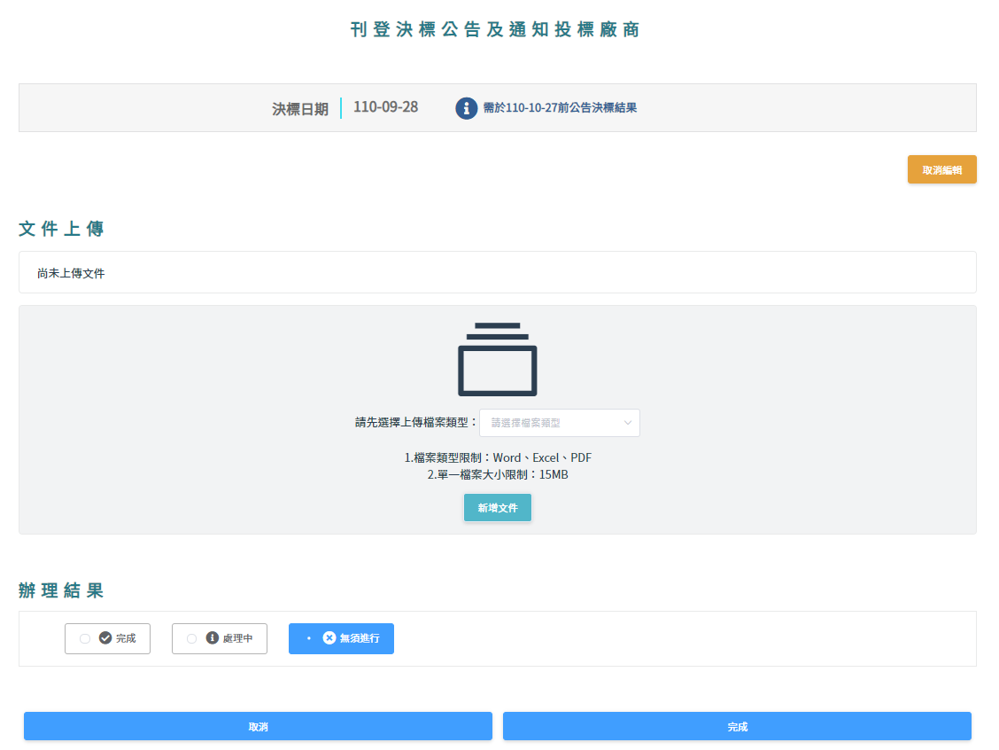 刊登決標公告及通知投標廠商
決標日期 110-09-28 需於110-10-27前公告決標結果
取消編輯
文件上傳
尚未上傳文件
請先選擇上傳檔案類型： 請選擇檔案類型
1.檔案類型限制：Word、Excel、PDF
2.單一檔案大小限制：15MB
新增文件
辦理結果
完成 處理中 無須進行
取消 完成